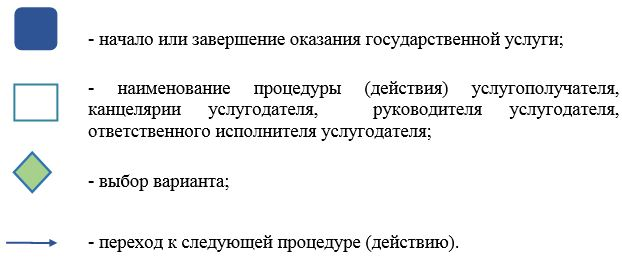 - начало или завершение оказания государственной услуги;
- наименование процедуры (действия) услугополучателя,
канцелярии услугодателя, руководителя услугодателя,
ответственного исполнителя услугодателя;
- выбор варианта;
- переход к следующей процедуре (действию).